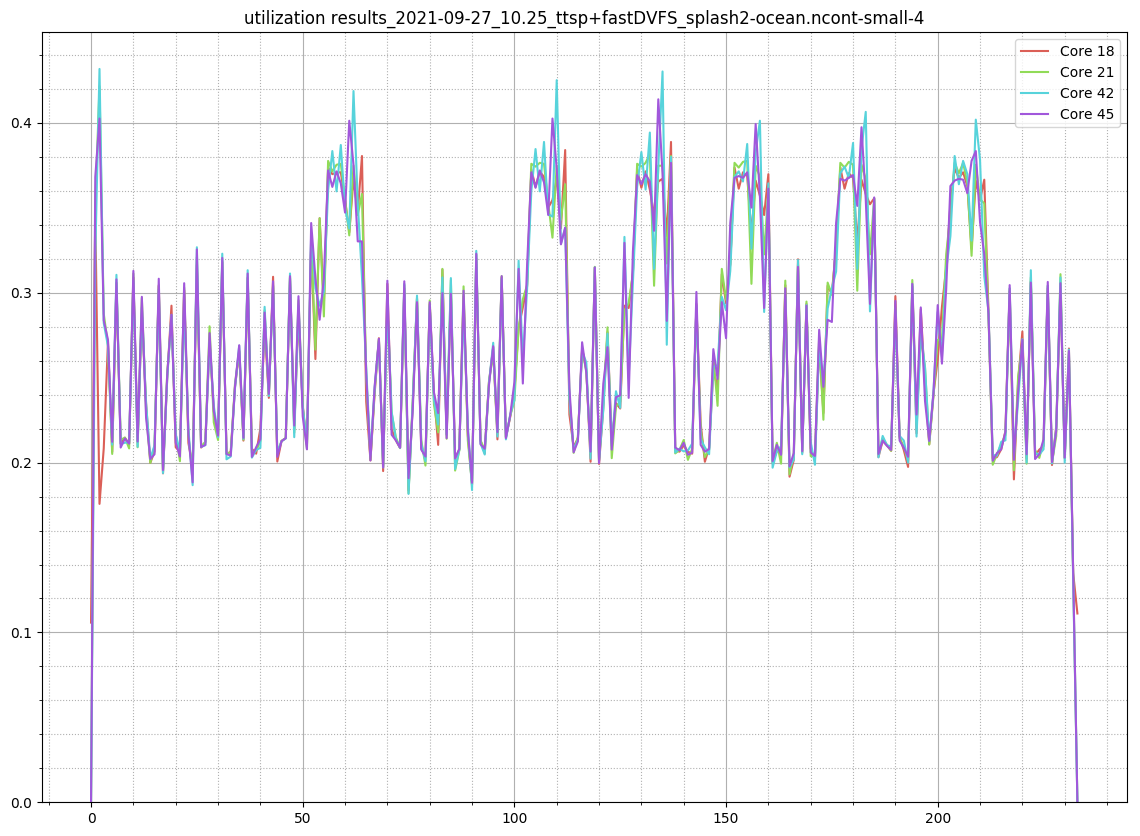 utilization results_2021-09-27_10.25_ttsp+fastDVFS_splash2-ocean.ncont-small-4
Core 18
Core 21
Core 42
Core 45
0.4
0.3
0.2
0.1
0.0
0 50 100 150 200